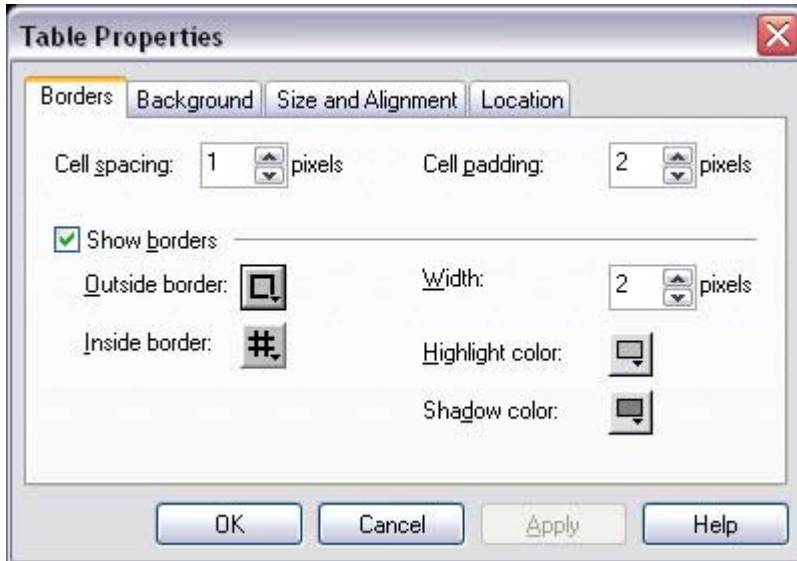 Table Properties
Borders Background Size and Alignment Location
Cell spacing: 1 pixels Cell padding: 2 pixels
Show borders
Outside border: Width: 2 pixels
Inside border: Highlight color:
Shadow color:
OK Cancel Apply Help